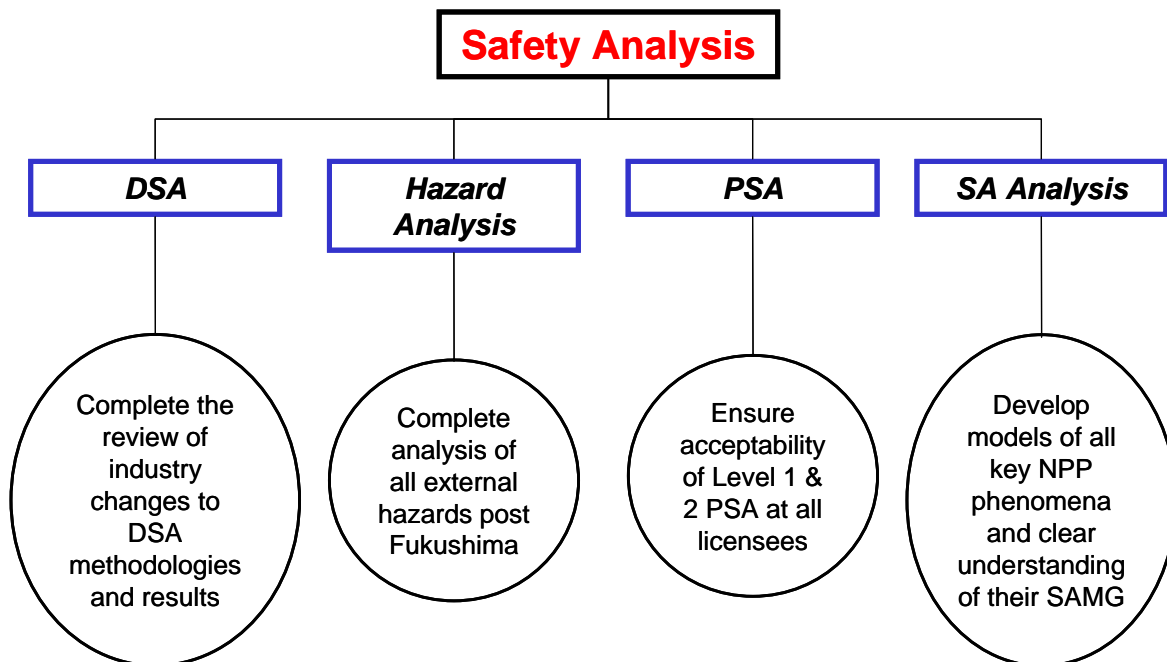 Safety Analysis
DSA
Hazard
Analysis
PSA
SA Analysis
Complete the
review of
industry
changes to
DSA
methodologies
and results
Complete
analysis of
all external
hazards post
Fukushima
Ensure
acceptability
of Level 1 &
2 PSA at all
licensees
Develop
models of all
key NPP
phenomena
and clear
understanding
of their SAMG